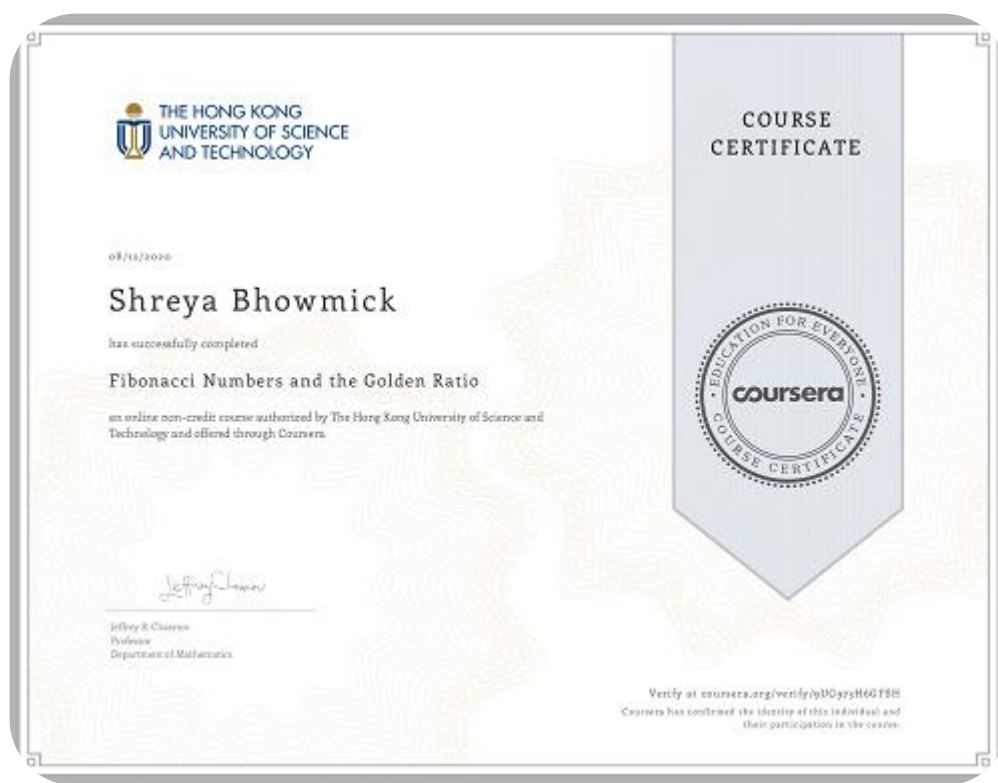 THE HONG KONG
UNIVERSITY OF SCIENCE
AND TECHNOLOGY
COURSE
CERTIFICATE
08/12/2020
Shreya Bhowmick
has successfully completed
Fibonacci Numbers and the Golden Ratio
an online non-credit course authorized by The Hong Kong University of Science and
Technology and offered through Coursera
EDUCATION FOR EVERYONE
coursera
COURSE CERTIFICATE
Jeffrey R. Chasnov
Professor
Department of Mathematics
Verify at coursera.org/verify/
Coursera has confirmed the identity of this individual and
their participation in the course.